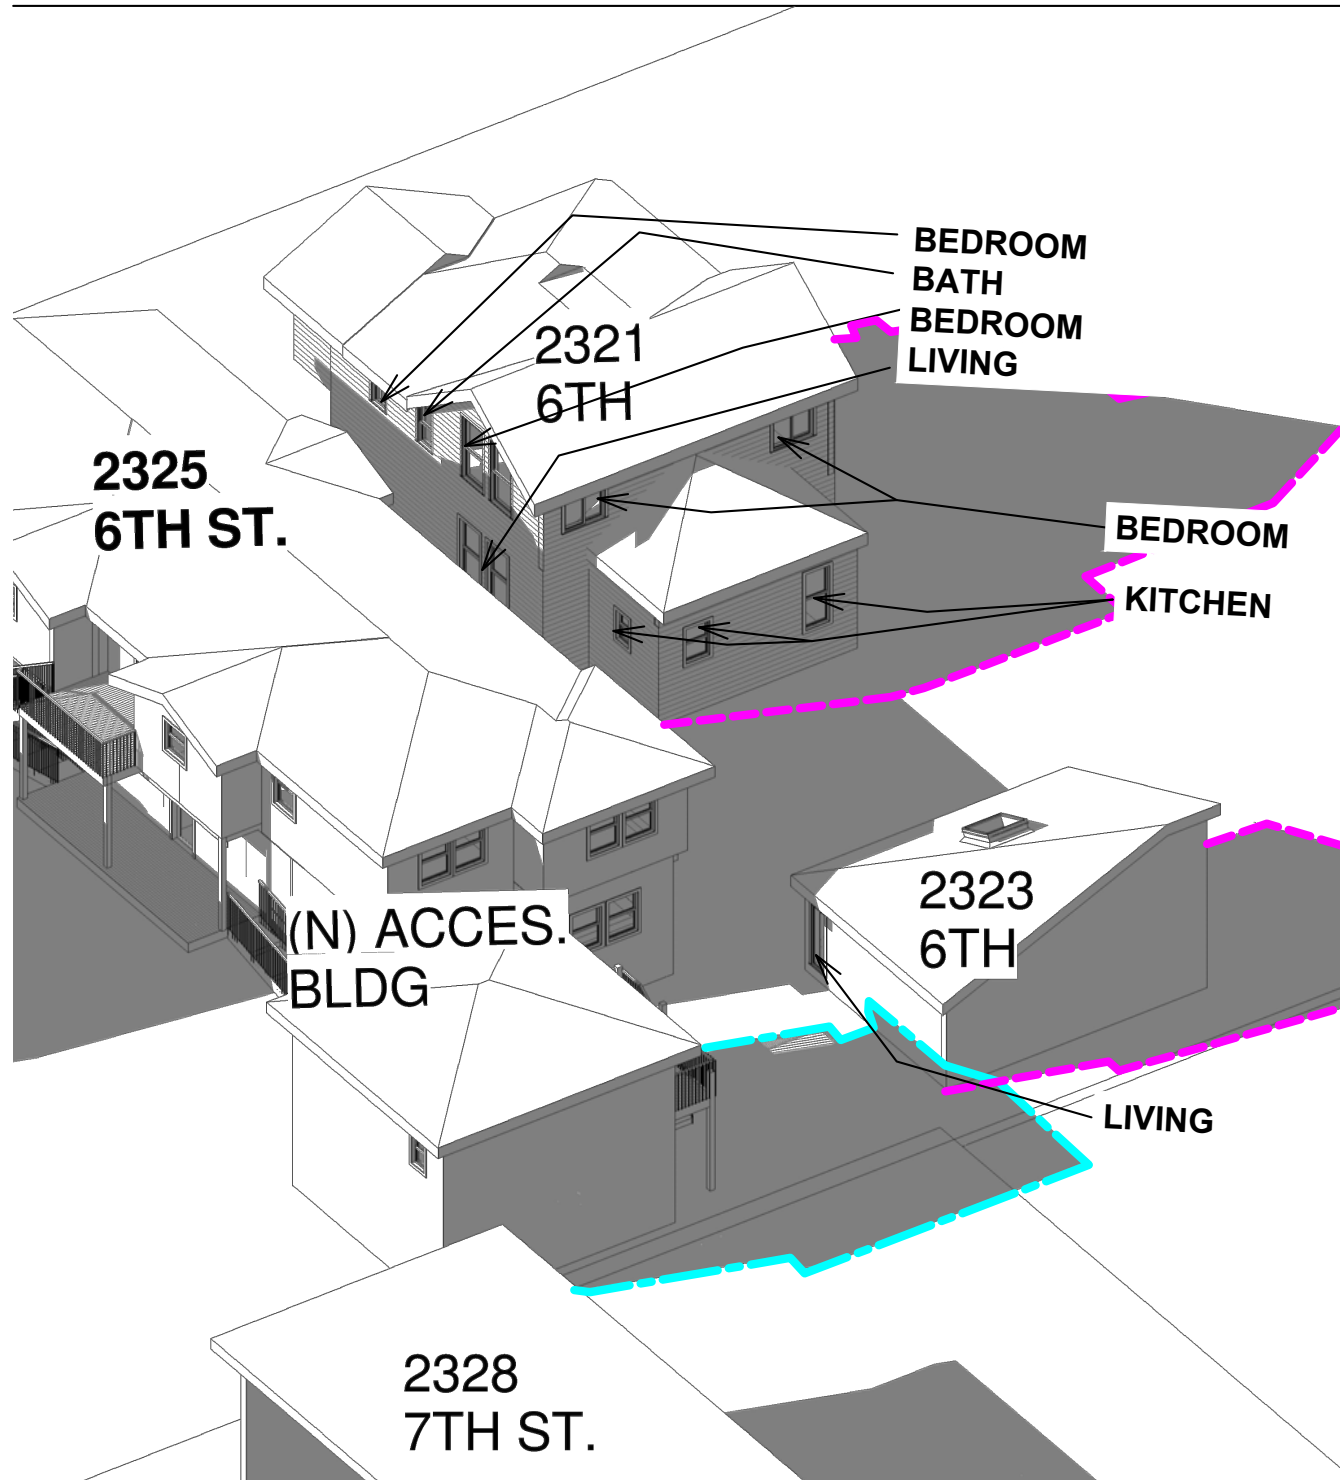 BEDROOM
BATH
BEDROOM
LIVING
2321
6TH
2325
6TH ST.
BEDROOM
KITCHEN
2323
6TH
(N) ACCES.
BLDG
LIVING
2328
7TH ST.